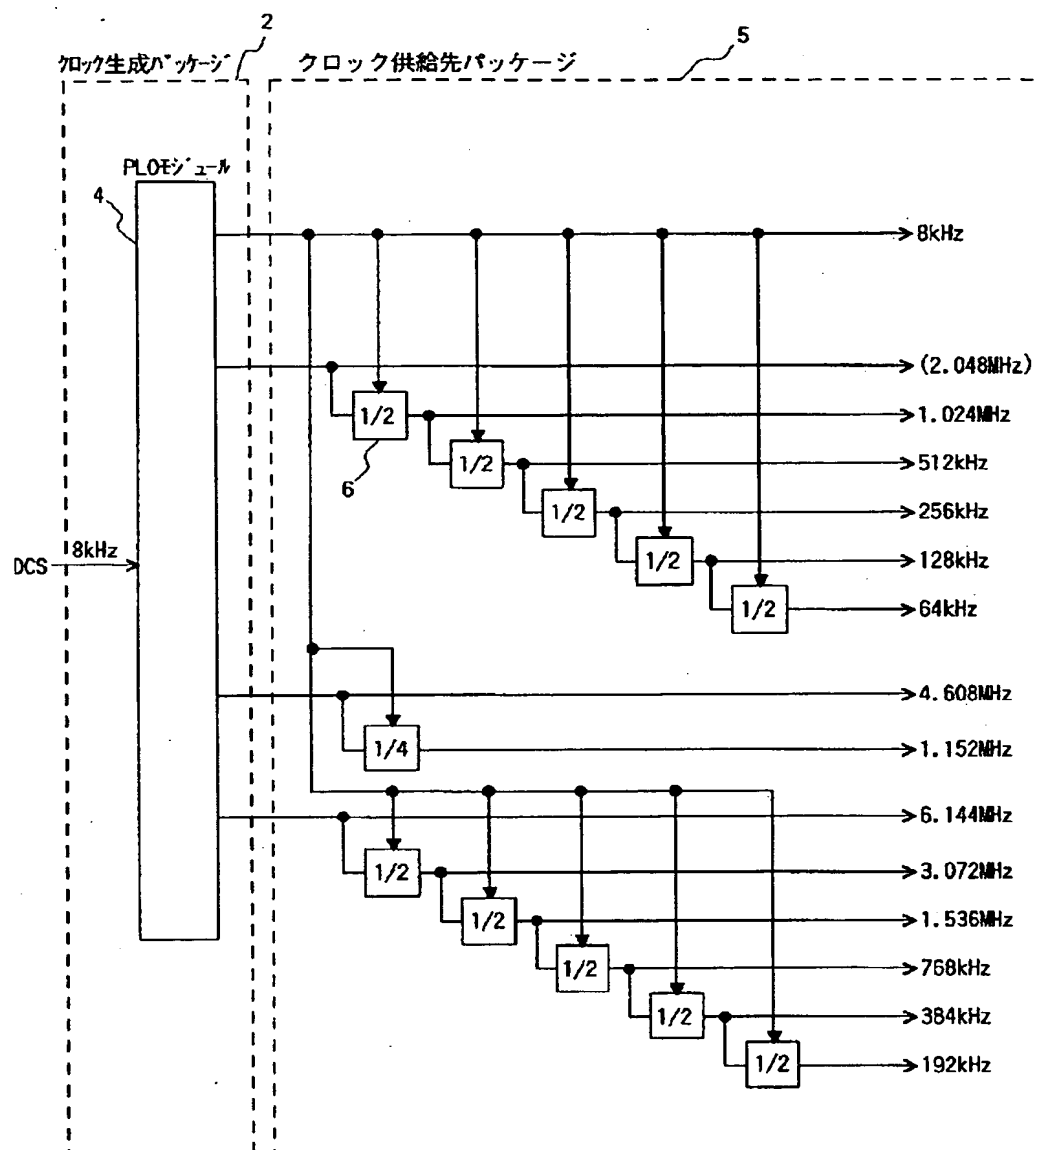 2
5
クロック生成パッケージ
クロック供給先パッケージ
PLOモジュール
4
8kHz
(2.048MHz)
1/2
1.024MHz
6
1/2
512kHz
1/2
256kHz
DCS
8kHz
1/2
128kHz
1/2
64kHz
4.608MHz
1/4
1.152MHz
6.144MHz
1/2
3.072MHz
1/2
1.536MHz
1/2
768kHz
1/2
384kHz
1/2
192kHz